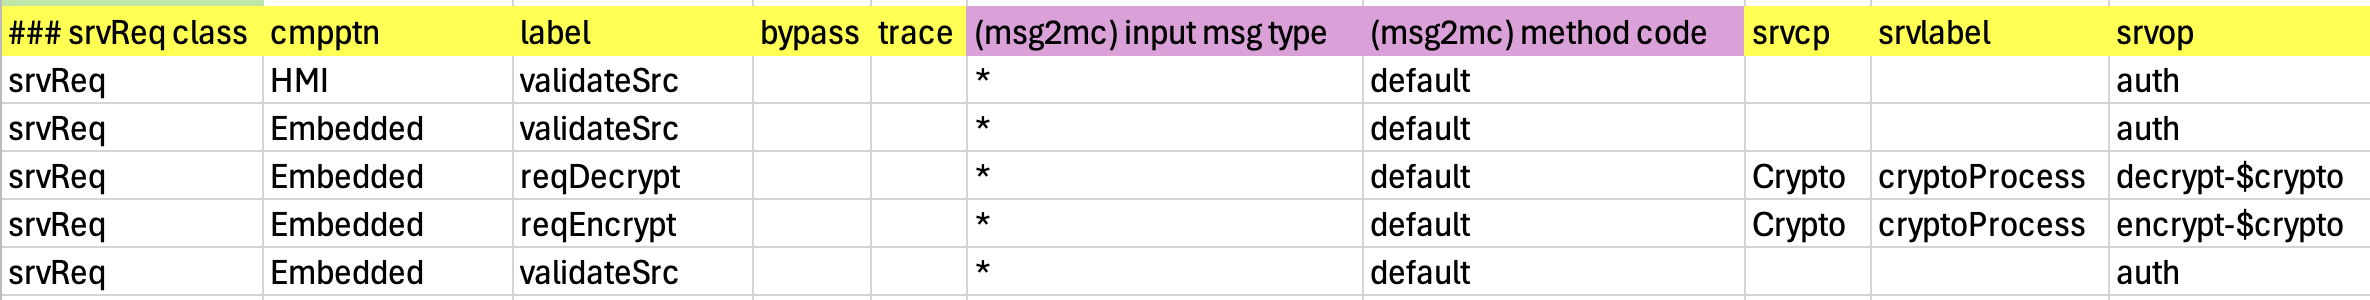 ### srvReq class cmpptn label bypass trace (msg2mc) input msg type (msg2mc) method code srvcp srvlabel srvop
srvReq HMI validateSrc * default auth
srvReq Embedded validateSrc * default auth
srvReq Embedded reqDecrypt * default Crypto cryptoProcess decrypt-$crypto
srvReq Embedded reqEncrypt * default Crypto cryptoProcess encrypt-$crypto
srvReq Embedded validateSrc * default auth